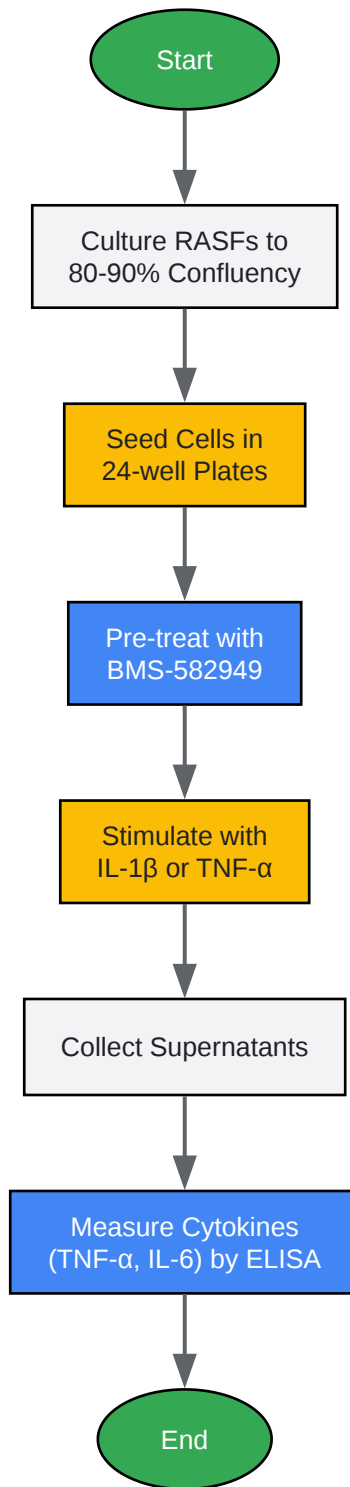 Start
Culture RASFs to
80-90% Confluency
Seed Cells in
24-well Plates
Pre-treat with
BMS-582949
Stimulate with
IL-1β or TNF-α
Collect Supernatants
Measure Cytokines
(TNF-α, IL-6) by ELISA
End